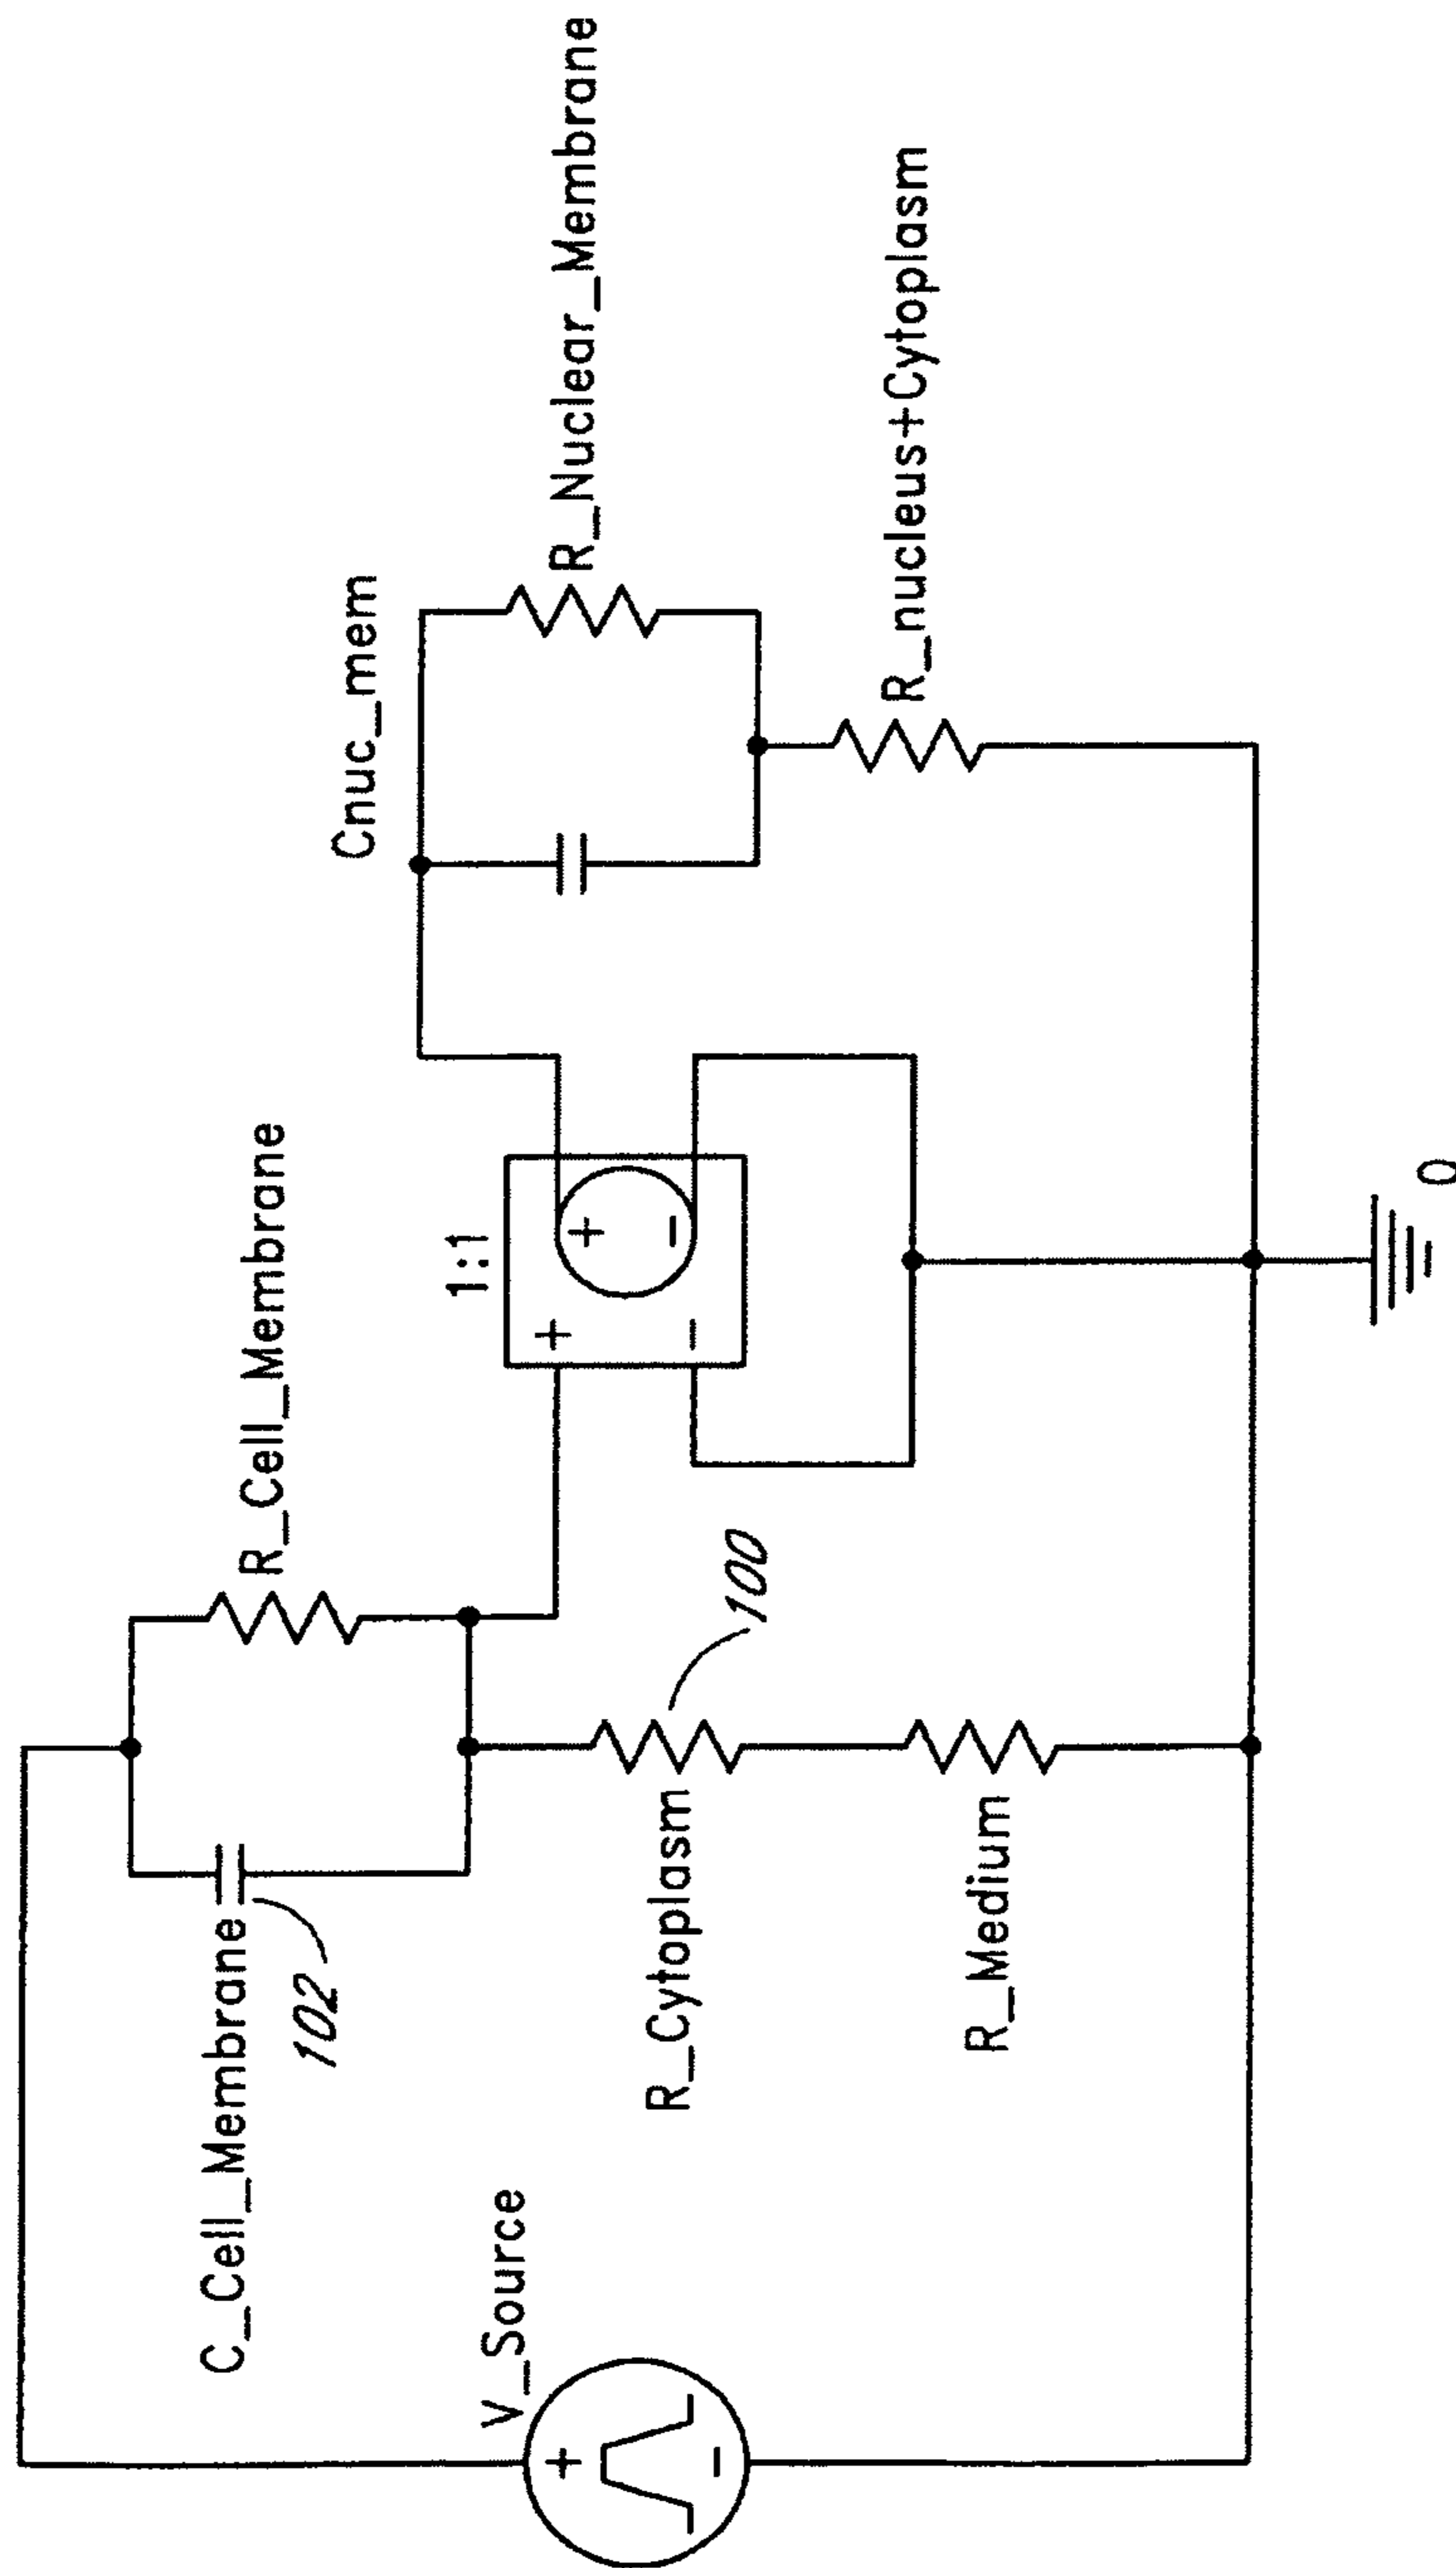 V_Source
C_Cell_Membrane
102
R_Cell_Membrane
R_Cytoplasm
100
R_Medium
1:1
Cnuc_mem
R_Nuclear_Membrane
R_nucleus+Cytoplasm
+
-
+
-
+
-
0